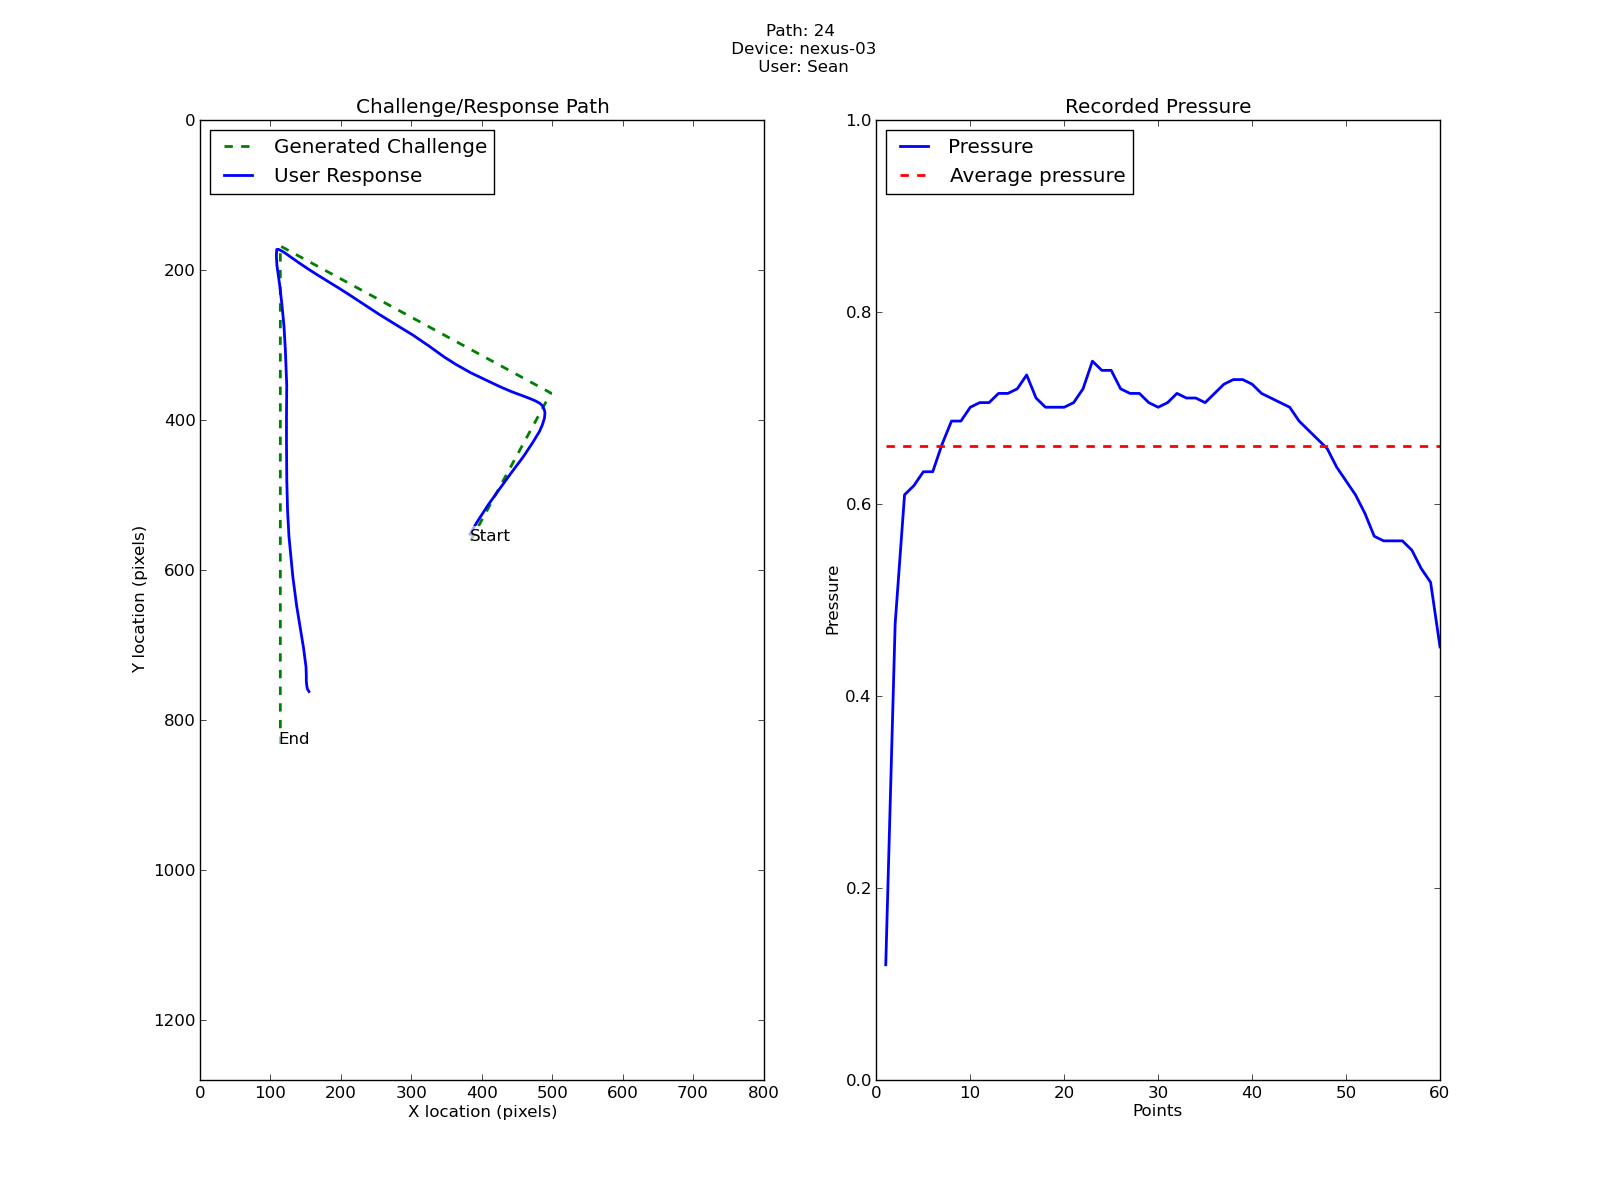 Path: 24
Device: nexus-03
User: Sean
Challenge/Response Path
Generated Challenge
User Response
0
200
400
600
800
1000
1200
Y location (pixels)
Start
End
0 100 200 300 400 500 600 700 800
X location (pixels)
Recorded Pressure
Pressure
Average pressure
1.0
0.8
0.6
0.4
0.2
0.0
Pressure
0 10 20 30 40 50 60
Points